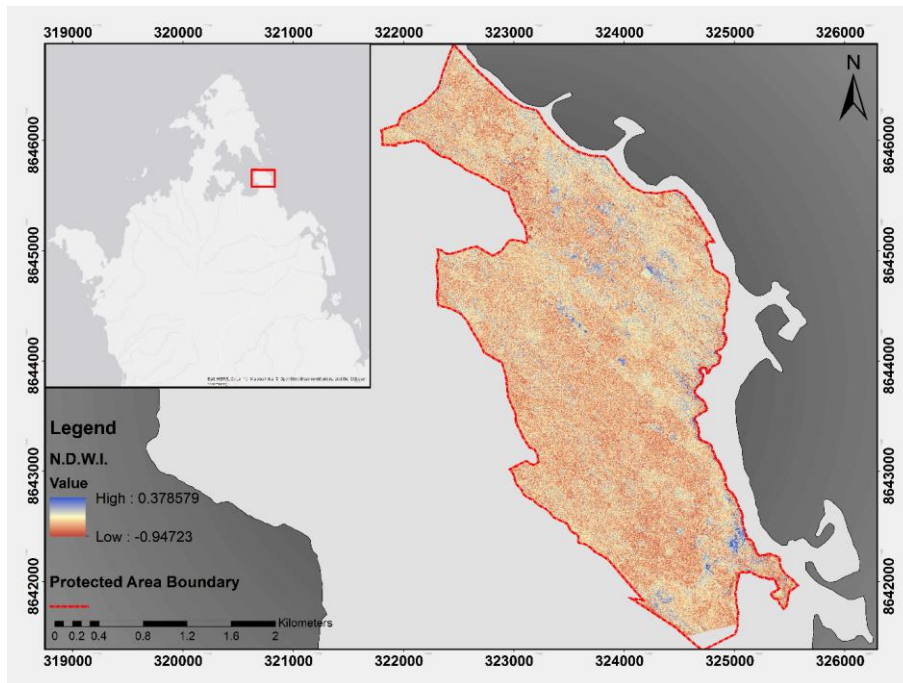 319000 320000 321000 322000 323000 324000 325000 326000
N
8646000 8646000
8645000 8645000
8644000 8644000
Legend
N.D.W.I.
Value
High : 0.378579
Low : -0.94723
8643000 8643000
Protected Area Boundary
8642000 8642000
Kilometers
0 0.2 0.4 0.8 1.2 1.6 2
319000 320000 321000 322000 323000 324000 325000 326000